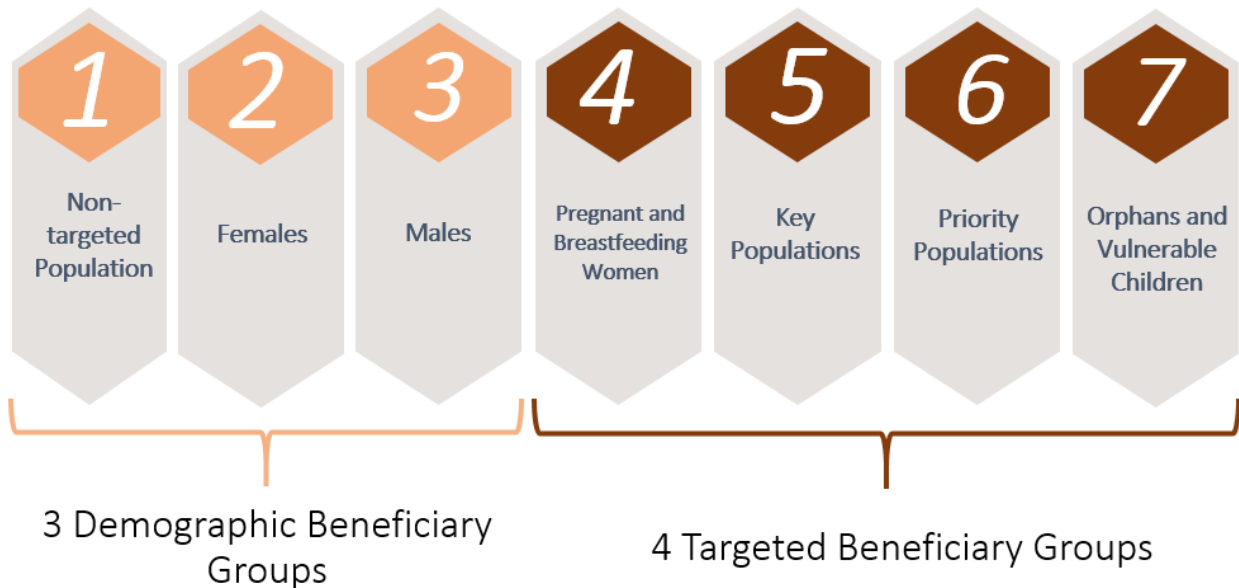 1
Non-
targeted
Population
2
Females
3
Males
4
Pregnant and
Breastfeeding
Women
5
Key
Populations
6
Priority
Populations
7
Orphans and
Vulnerable
Children
3 Demographic Beneficiary
Groups
4 Targeted Beneficiary Groups